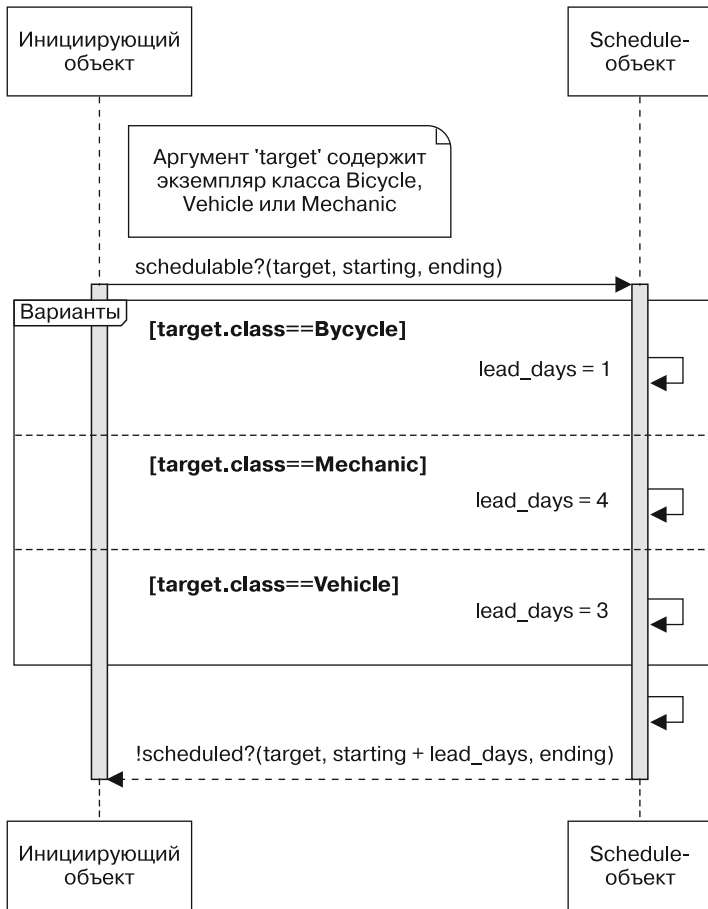 Инициирующий
объект
Schedule-
объект
Аргумент 'target' содержит
экземпляр класса Bicycle,
Vehicle или Mechanic
schedulable?(target, starting, ending)
Варианты
[target.class==Bycycle]
lead_days = 1
[target.class==Mechanic]
lead_days = 4
[target.class==Vehicle]
lead_days = 3
!scheduled?(target, starting + lead_days, ending)
Инициирующий
объект
Schedule-
объект